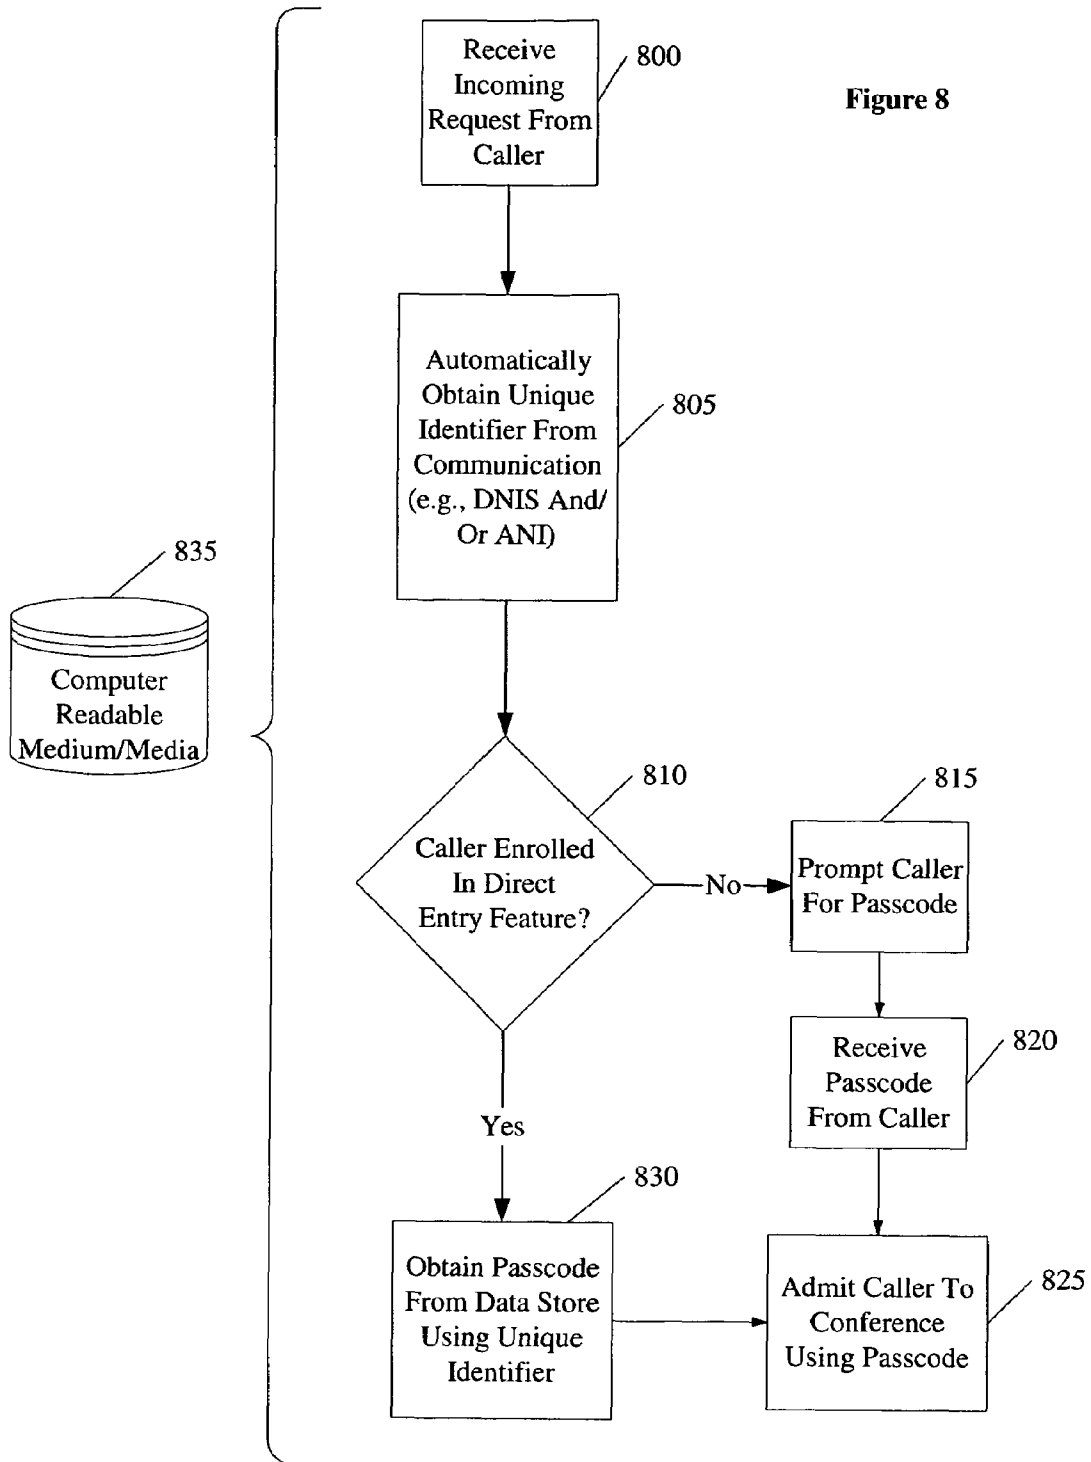 Receive
Incoming
Request From
Caller
800
Figure 8
Automatically
Obtain Unique
Identifier From
Communication
(e.g., DNIS And/
Or ANI)
805
835
Computer
Readable
Medium/Media
810
Caller Enrolled
In Direct
Entry Feature?
No
815
Prompt Caller
For Passcode
820
Receive
Passcode
From Caller
Yes
830
Obtain Passcode
From Data Store
Using Unique
Identifier
825
Admit Caller To
Conference
Using Passcode